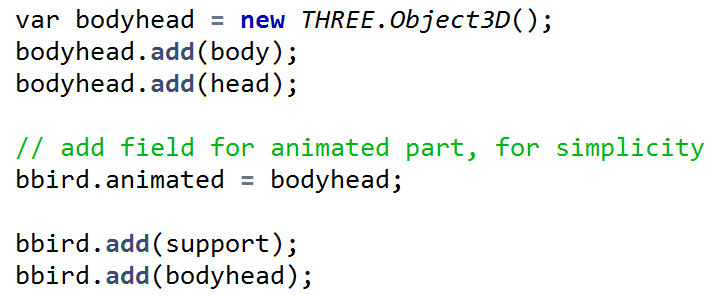 var bodyhead = new THREE.Object3D();
bodyhead.add(body);
bodyhead.add(head);
// add field for animated part, for simplicity
bbird.animated = bodyhead;
bbird.add(support);
bbird.add(bodyhead);